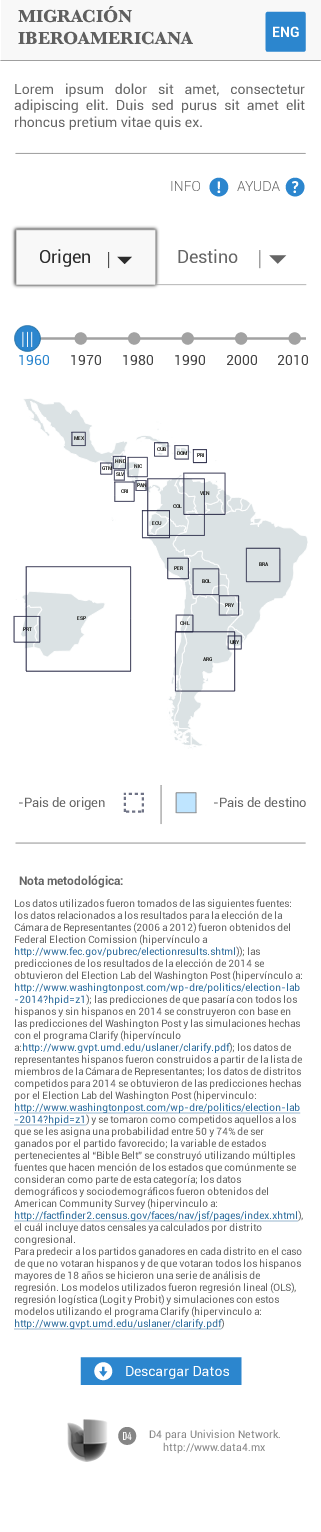 MIGRACIÓN
IBEROAMERICANA
ENG
Lorem ipsum dolor sit amet, consectetur
adipiscing elit. Duis sed purus sit amet elit
rhoncus pretium vitae quis ex.
INFO ! AYUDA ?
Origen
Destino
1960 1970 1980 1990 2000 2010
MEX
CUB
DOM
PRI
HND
GTM
NIC
SLV
CRI
PAN
VEN
COL
ECU
PER
BRA
BOL
PRY
CHL
URY
ARG
ESP
PRT
-Pais de origen
-Pais de destino
Nota metodológica:
Los datos utilizados fueron tomados de las siguientes fuentes:
los datos relacionados a los resultados para la elección de la
Cámara de Representantes (2006 a 2012) fueron obtenidos del
Federal Election Comission (hipervínculo a
http://www.fec.gov/pubrec/electionresults.shtml)); las
predicciones de los resultados de la elección de 2014 se
obtuvieron del Election Lab del Washington Post (hipervínculo a:
http://www.washingtonpost.com/wp-dre/politics/election-lab
-2014?hpid=z1); las predicciones de que pasaría con todos los
hispanos y sin hispanos en 2014 se construyeron con base en
las predicciones del Washington Post y las simulaciones hechas
con el programa Clarify (hipervínculo
a:http://www.gvpt.umd.edu/uslaner/clarify.pdf); los datos de
representantes hispanos fueron construidos a partir de la lista de
miembros de la Cámara de Representantes; los datos de distritos
competidos para 2014 se obtuvieron de las predicciones hechas
por el Election Lab del Washington Post (hipervinculo:
http://www.washingtonpost.com/wp-dre/politics/election-lab
-2014?hpid=z1) y se tomaron como competidos aquellos a los
que se les asigna una probabilidad entre 50 y 74% de ser
ganados por el partido favorecido; la variable de estados
pertenecientes al "Bible Belt" se construyó utilizando múltiples
fuentes que hacen mención de los estados que comúnmente se
consideran como parte de esta categoría; los datos
demográficos y sociodemográficos fueron obtenidos del
American Community Survey (hipervinculo a:
http://factfinder2.census.gov/faces/nav/jsf/pages/index.xhtml),
el cuál incluye datos censales ya calculados por distrito
congresional.
Para predecir a los partidos ganadores en cada distrito en el caso
de que no votaran hispanos y de que votaran todos los hispanos
mayores de 18 años se hicieron una serie de análisis de
regresión. Los modelos utilizados fueron regresión lineal (OLS),
regresión logística (Logit y Probit) y simulaciones con estos
modelos utilizando el programa Clarify (hipervinculo a:
http://www.gvpt.umd.edu/uslaner/clarify.pdf)
Descargar Datos
D4
D4 para Univision Network.
http://www.data4.mx